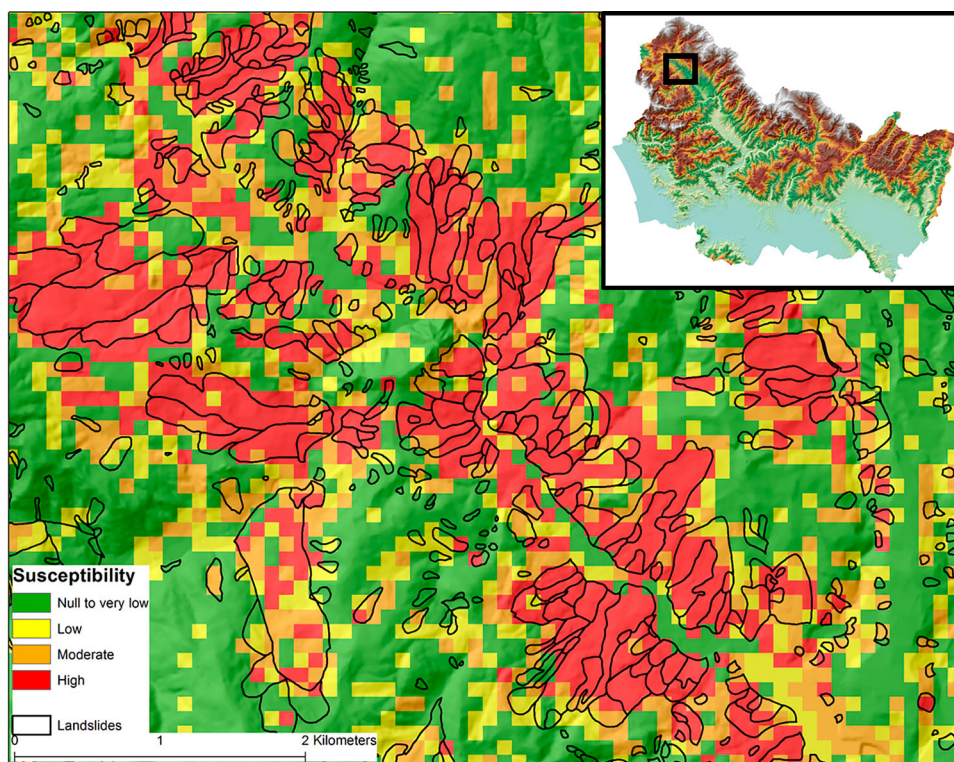 Susceptibility
Null to very low
Low
Moderate
High
Landslides
0 1 2 Kilometers